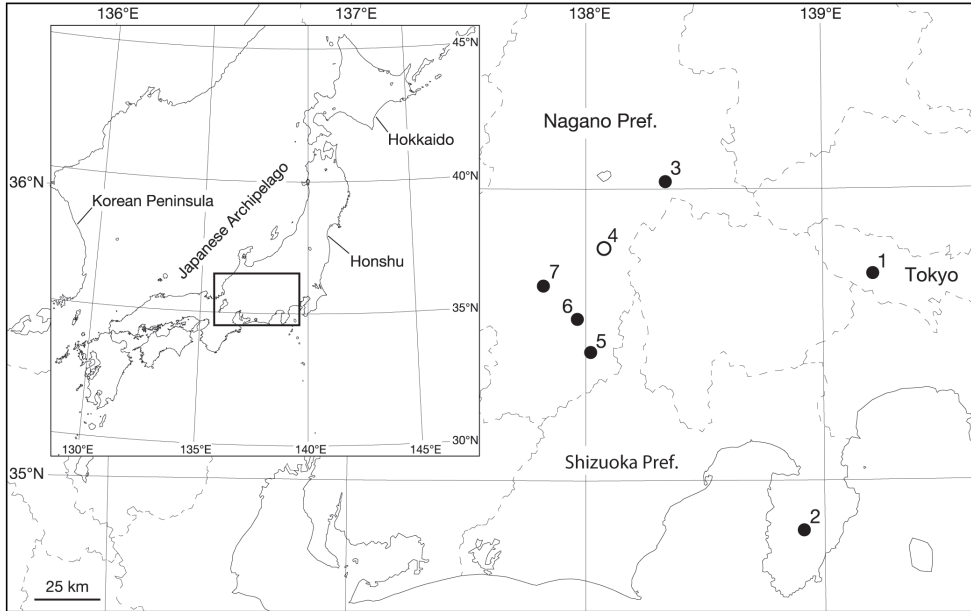 136°E
137°E
138°E
139°E
45°N
Nagano Pref.
Hokkaido
3
36°N
40°N
Korean Peninsula
Japanese Archipelago
4
Honshu
1
7
Tokyo
6
35°N
5
130°E
135°E
140°E
145°E
30°N
Shizuoka Pref.
35°N
2
25 km